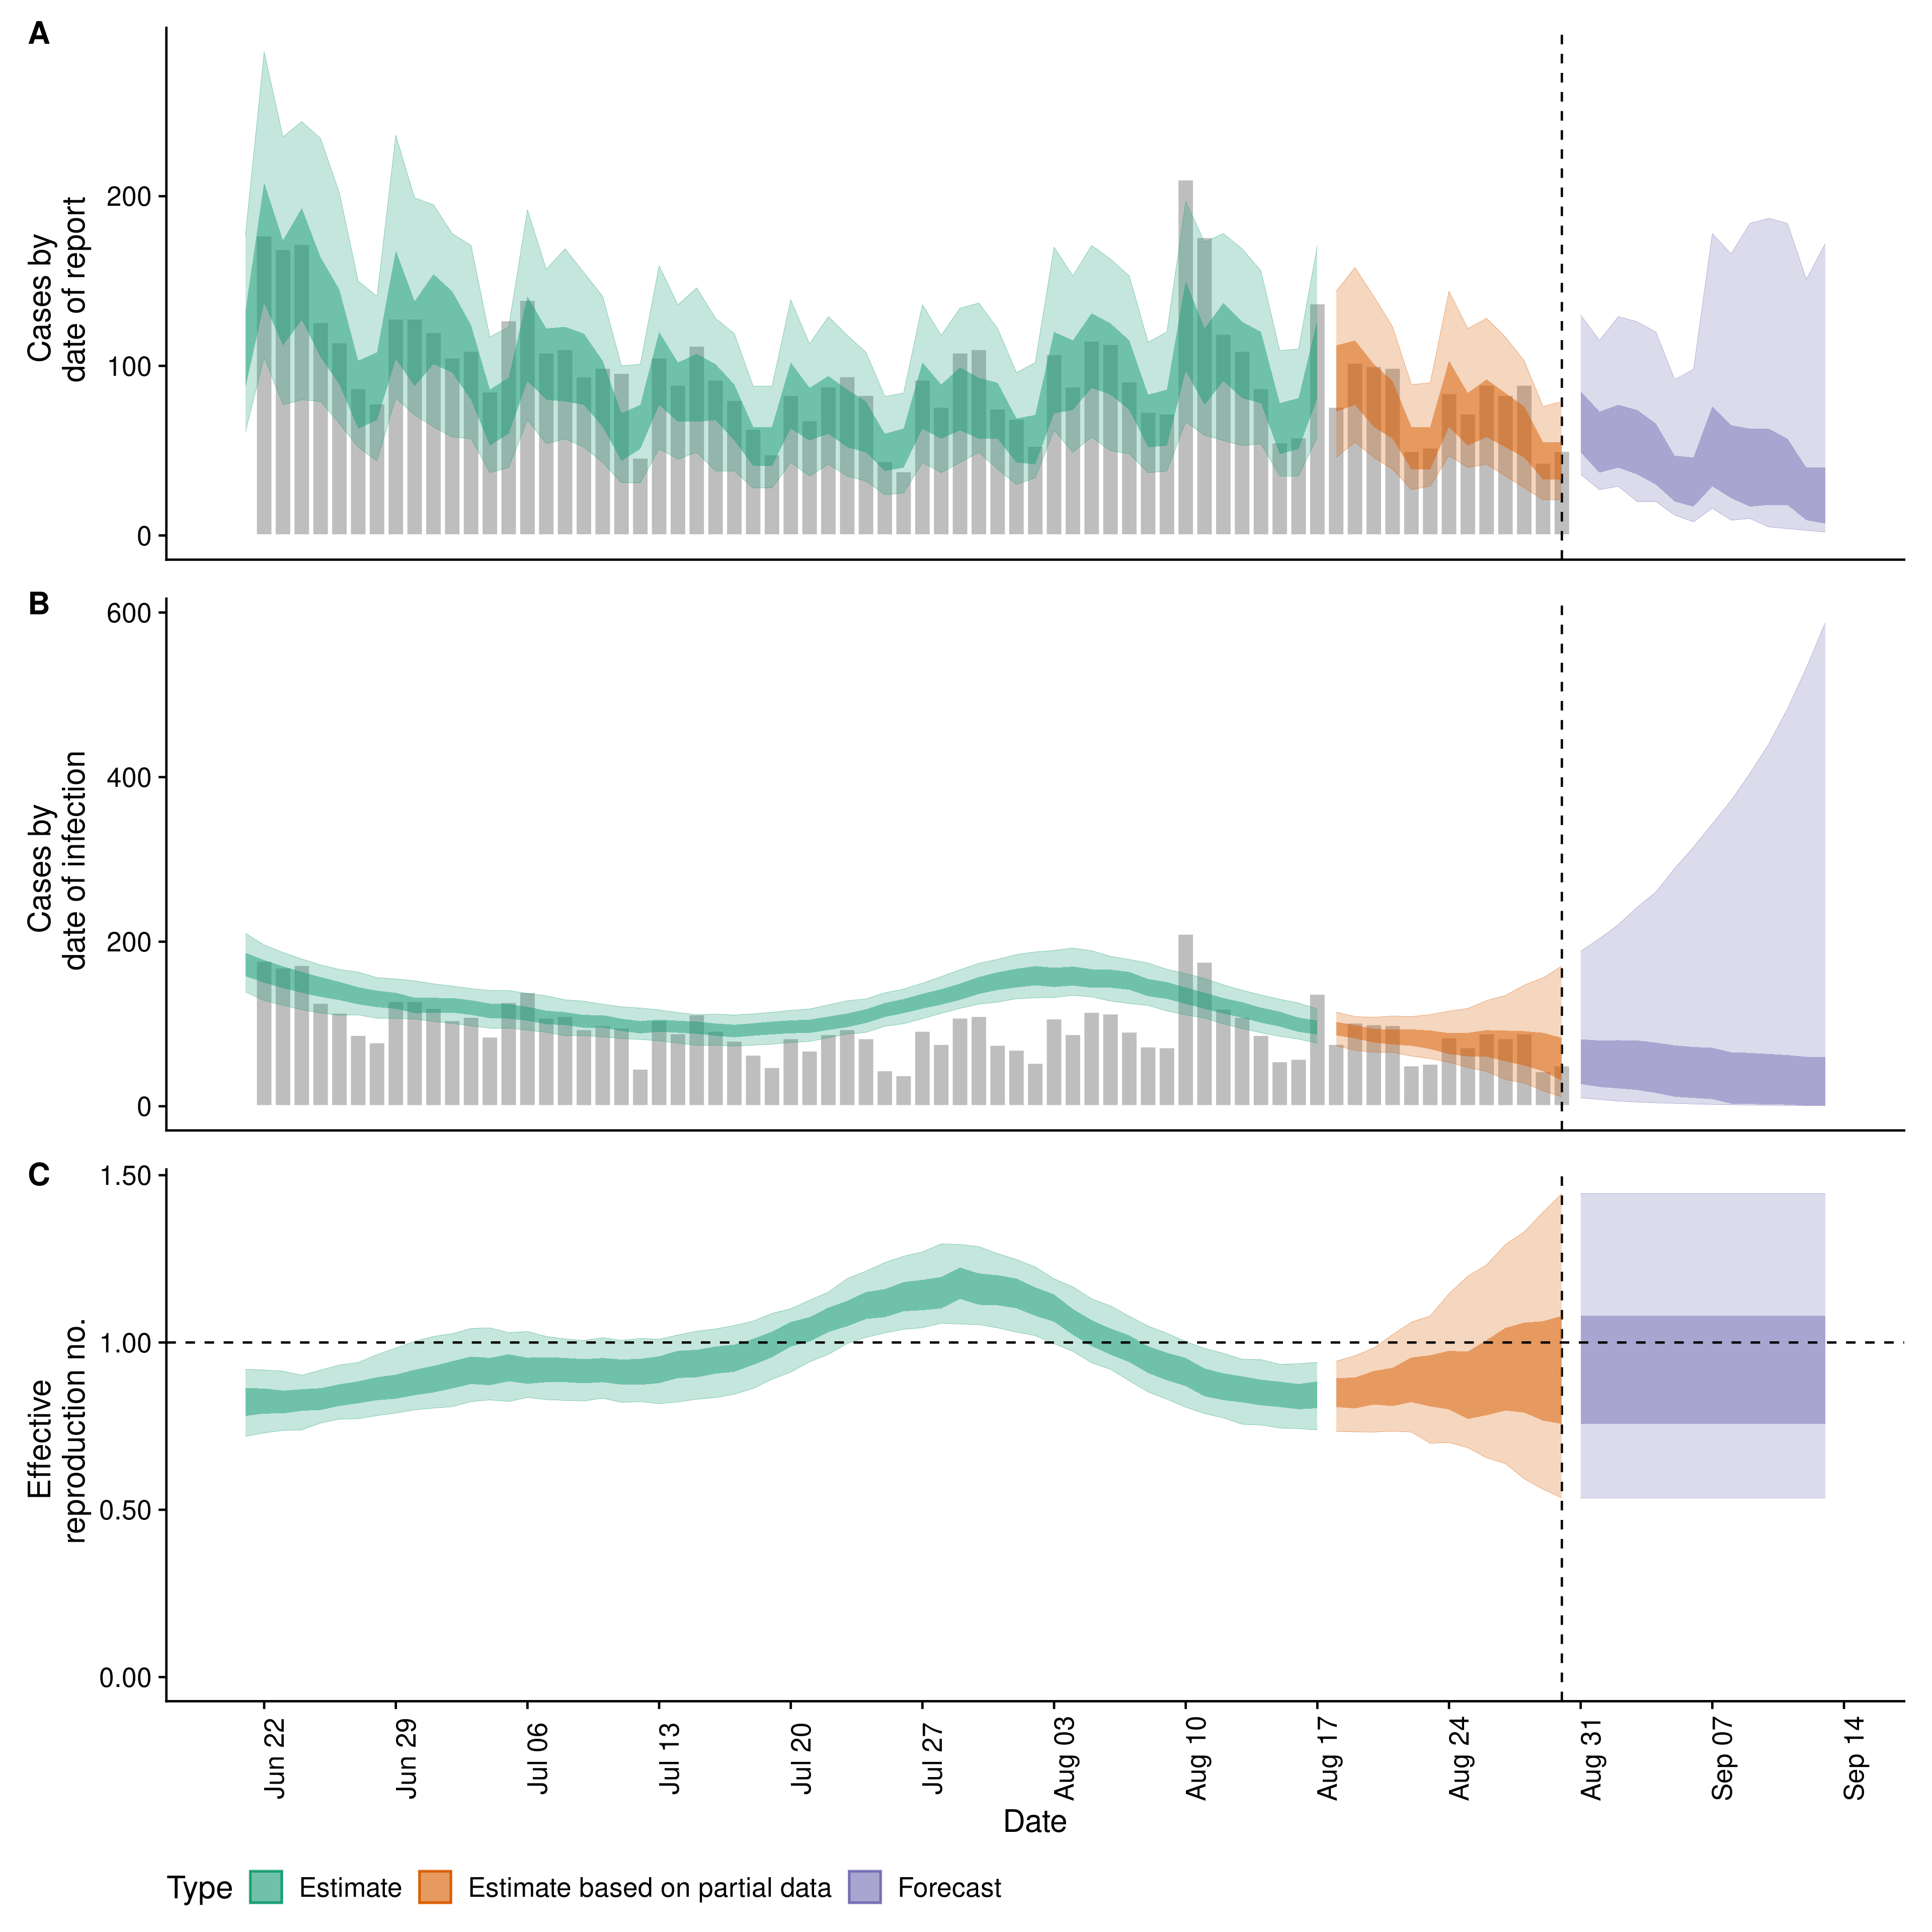 A
Cases by
date of report
200
100
0
B
Cases by
date of infection
600
400
200
0
C
Effective
reproduction no.
1.50
1.00
0.50
0.00
Jun 22
Jun 29
Jul 06
Jul 13
Jul 20
Jul 27
Aug 03
Aug 10
Aug 17
Aug 24
Aug 31
Sep 07
Sep 14
Date
Type Estimate Estimate based on partial data Forecast